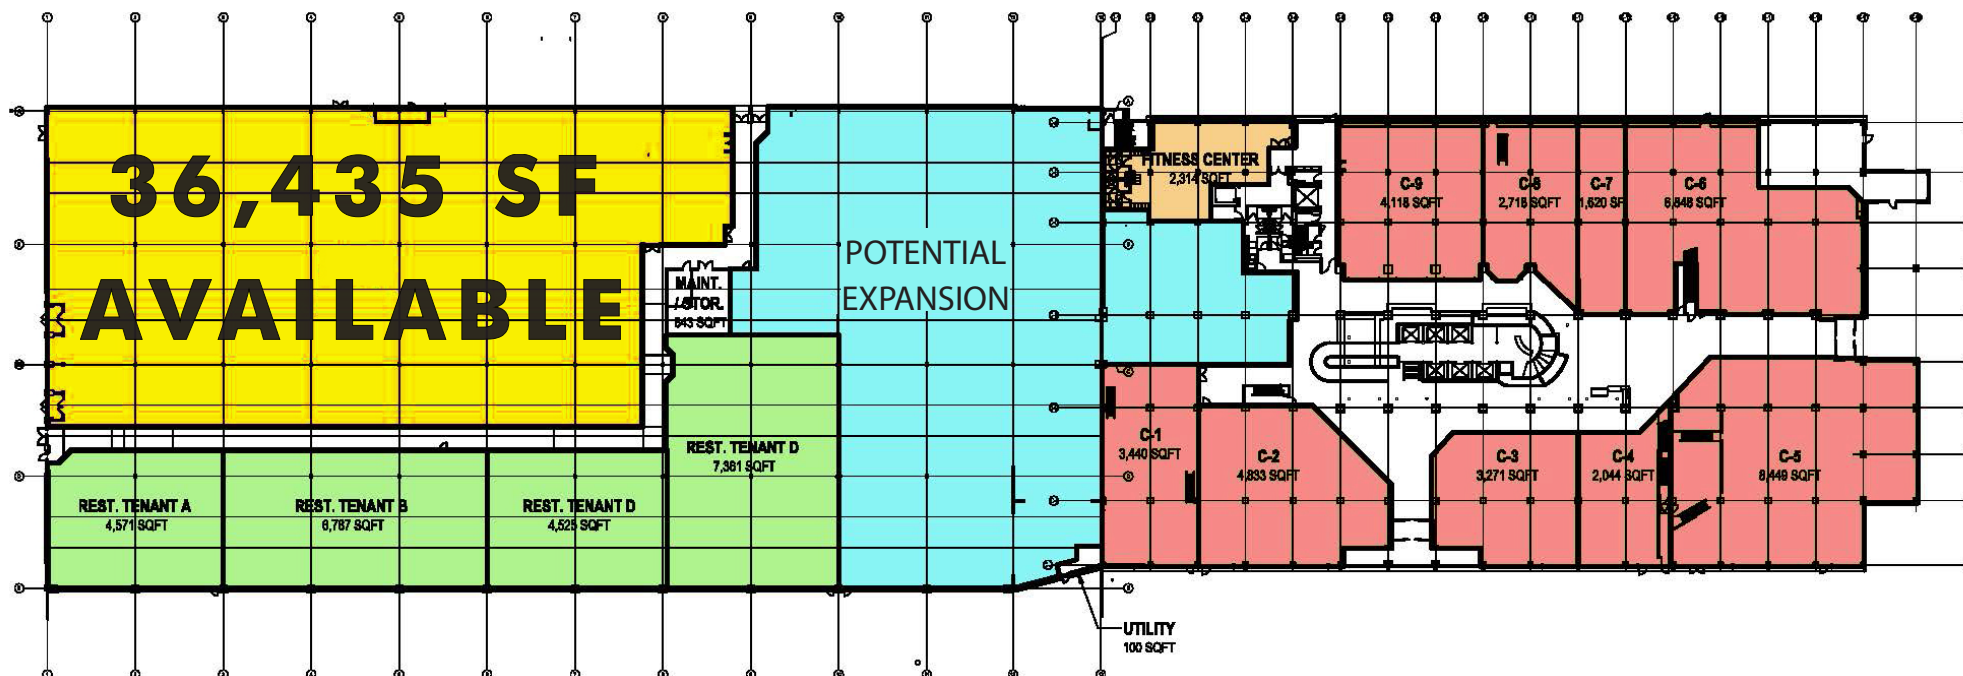 36,435 SF
AVAILABLE
POTENTIAL
EXPANSION
MAINT.
/STOR.
643 SQFT
REST. TENANT A
4,571 SQFT
REST. TENANT B
6,787 SQFT
REST. TENANT D
4,525 SQFT
REST. TENANT D
7,361 SQFT
FITNESS CENTER
2,314 SQFT
C-9
4,118 SQFT
C-8
2,716 SQFT
C-7
1,620 SF
C-6
6,848 SQFT
C-1
3,440 SQFT
C-2
4,833 SQFT
C-3
3,271 SQFT
C-4
2,044 SQFT
C-5
8,449 SQFT
UTILITY
100 SQFT